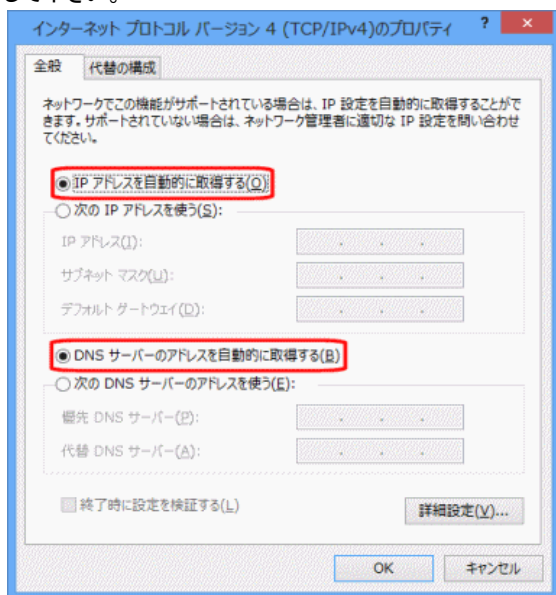 して下さい。
インターネット プロトコル バージョン 4 (TCP/IPv4)のプロパティ ? ×
全般 代替の構成
ネットワークでこの機能がサポートされている場合は、IP 設定を自動的に取得することがで
きます。サポートされていない場合は、ネットワーク管理者に適切な IP 設定を問い合わせ
てください。
IP アドレスを自動的に取得する(O)
次の IP アドレスを使う(S):
IP アドレス(I):
サブネット マスク(U):
デフォルト ゲートウェイ(D):
DNS サーバーのアドレスを自動的に取得する(B)
次の DNS サーバーのアドレスを使う(E):
優先 DNS サーバー(P):
代替 DNS サーバー(A):
終了時に設定を検証する(L)
詳細設定(V)...
OK キャンセル